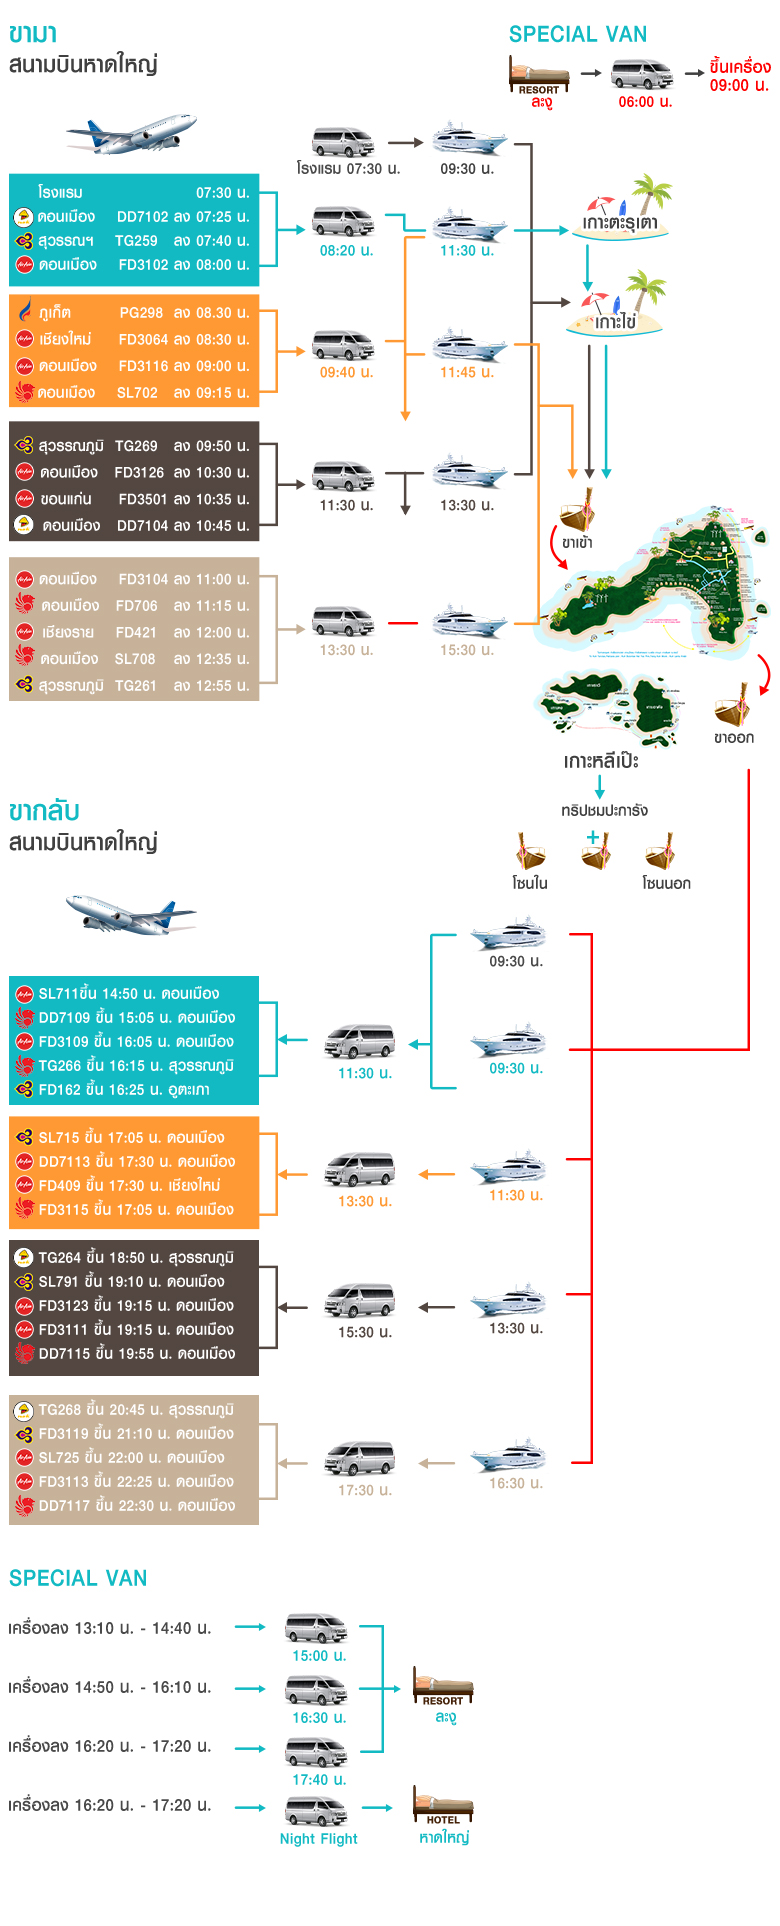 ขามา
สนามบินหาดใหญ่
SPECIAL VAN
RESORT
ละงู
06:00 น.
ขึ้นเครื่อง
09:00 น.
โรงแรม 07:30 น.
09:30 น.
โรงแรม 07:30 น.
ดอนเมือง DD7102 ลง 07:25 น.
สุวรรณฯ TG259 ลง 07:40 น.
ดอนเมือง FD3102 ลง 08:00 น.
08:20 น.
11:30 น.
เกาะตะรุเตา
ภูเก็ต PG298 ลง 08.30 น.
เชียงใหม่ FD3064 ลง 08:30 น.
ดอนเมือง FD3116 ลง 09:00 น.
ดอนเมือง SL702 ลง 09:15 น.
09:40 น.
11:45 น.
เกาะไข่
สุวรรณภูมิ TG269 ลง 09:50 น.
ดอนเมือง FD3126 ลง 10:30 น.
ขอนแก่น FD3501 ลง 10:35 น.
ดอนเมือง DD7104 ลง 10:45 น.
11:30 น.
13:30 น.
ขาเข้า
ดอนเมือง FD3104 ลง 11:00 น.
ดอนเมือง FD706 ลง 11:15 น.
เชียงราย FD421 ลง 12:00 น.
ดอนเมือง SL708 ลง 12:35 น.
สุวรรณภูมิ TG261 ลง 12:55 น.
13:30 น.
15:30 น.
ขาออก
เกาะหลีเป๊ะ
ทริปชมปะการัง
+
โซนใน
โซนนอก
ขากลับ
สนามบินหาดใหญ่
09:30 น.
SL711ขึ้น 14:50 น. ดอนเมือง
DD7109 ขึ้น 15:05 น. ดอนเมือง
FD3109 ขึ้น 16:05 น. ดอนเมือง
TG266 ขึ้น 16:15 น. สุวรรณภูมิ
FD162 ขึ้น 16:25 น. อูตะเภา
11:30 น.
09:30 น.
SL715 ขึ้น 17:05 น. ดอนเมือง
DD7113 ขึ้น 17:30 น. ดอนเมือง
FD409 ขึ้น 17:30 น. เชียงใหม่
FD3115 ขึ้น 17:05 น. ดอนเมือง
13:30 น.
11:30 น.
TG264 ขึ้น 18:50 น. สุวรรณภูมิ
SL791 ขึ้น 19:10 น. ดอนเมือง
FD3123 ขึ้น 19:15 น. ดอนเมือง
FD3111 ขึ้น 19:15 น. ดอนเมือง
DD7115 ขึ้น 19:55 น. ดอนเมือง
15:30 น.
13:30 น.
TG268 ขึ้น 20:45 น. สุวรรณภูมิ
FD3119 ขึ้น 21:10 น. ดอนเมือง
SL725 ขึ้น 22:00 น. ดอนเมือง
FD3113 ขึ้น 22:25 น. ดอนเมือง
DD7117 ขึ้น 22:30 น. ดอนเมือง
17:30 น.
16:30 น.
SPECIAL VAN
เครื่องลง 13:10 น. - 14:40 น.
15:00 น.
เครื่องลง 14:50 น. - 16:10 น.
16:30 น.
RESORT
ละงู
เครื่องลง 16:20 น. - 17:20 น.
17:40 น.
เครื่องลง 16:20 น. - 17:20 น.
Night Flight
HOTEL
หาดใหญ่